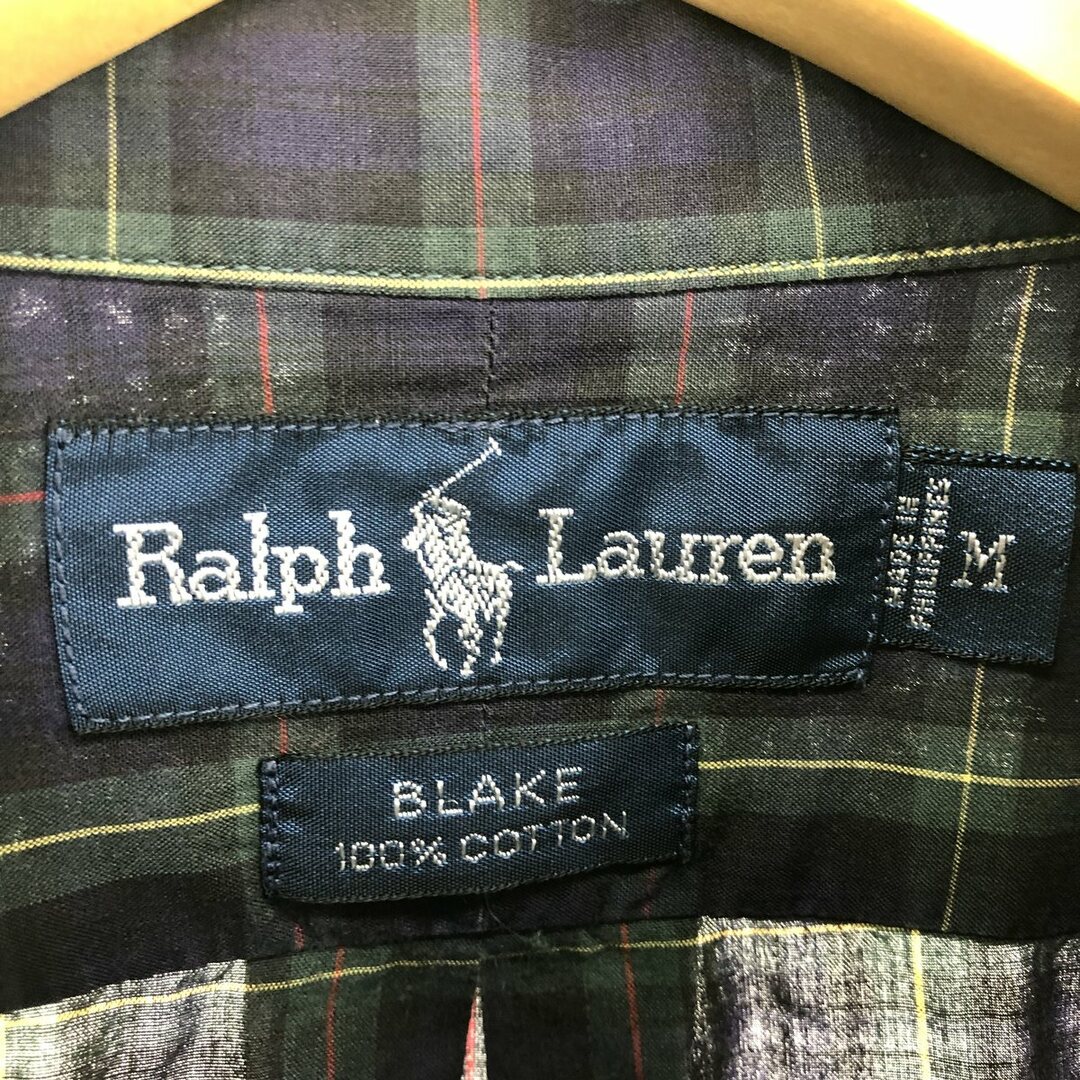 Ralph Lauren
MADE IN
PHILIPPINES
M
BLAKE
100% COTTON